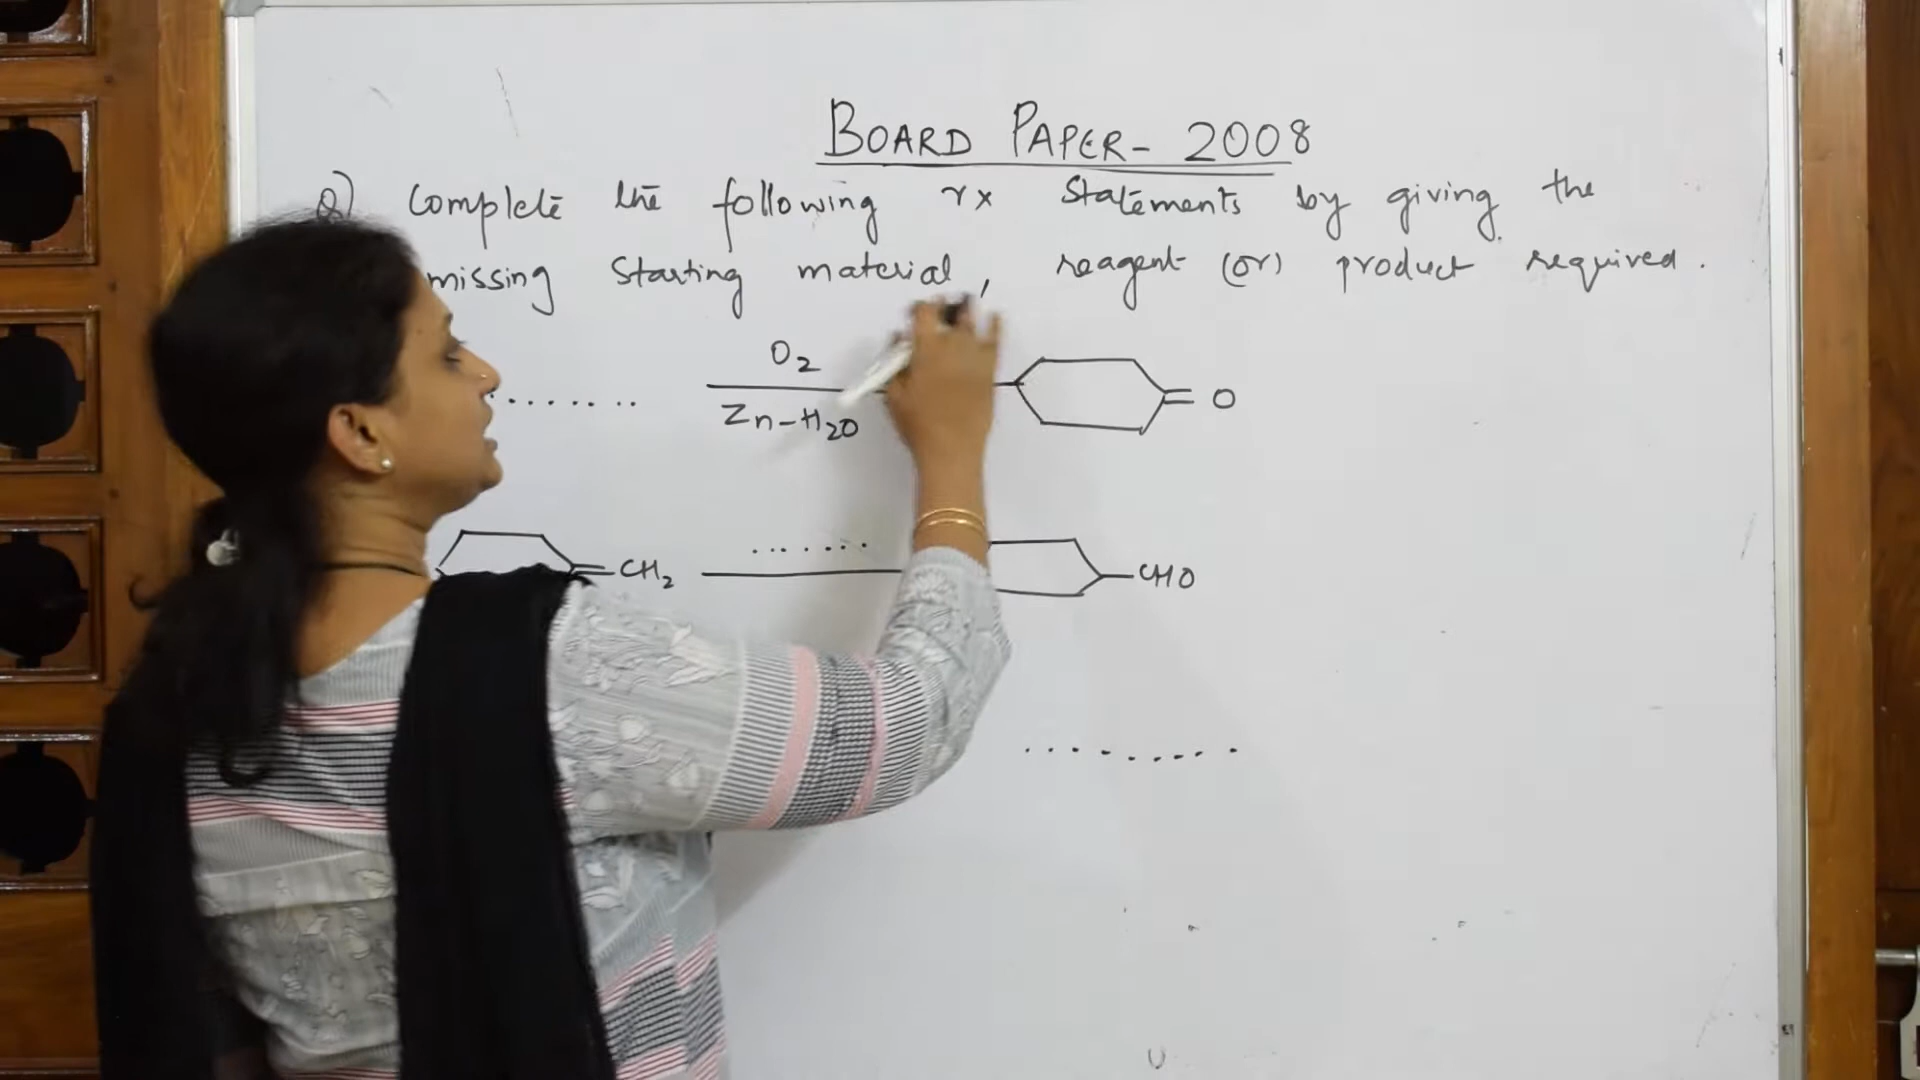 BOARD PAPER- 2008
Q) Complete the following rx statements by giving the
missing starting material, reagent (or) product required.
........ O2
Zn-H2O
=O
=CH2 ....... -CHO
..........